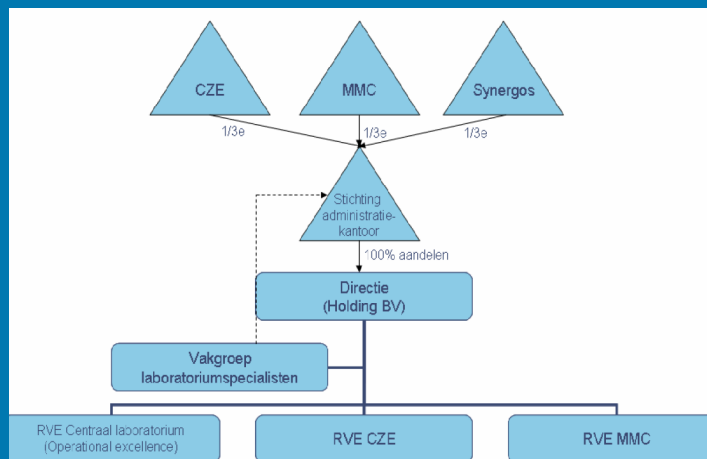 CZE
MMC
Synergos
1/3e
1/3e
1/3e
Stichting
administratie-
kantoor
100% aandelen
Directie
(Holding BV)
Vakgroep
laboratoriumspecialisten
RVE Centraal laboratorium
(Operational excellence)
RVE CZE
RVE MMC